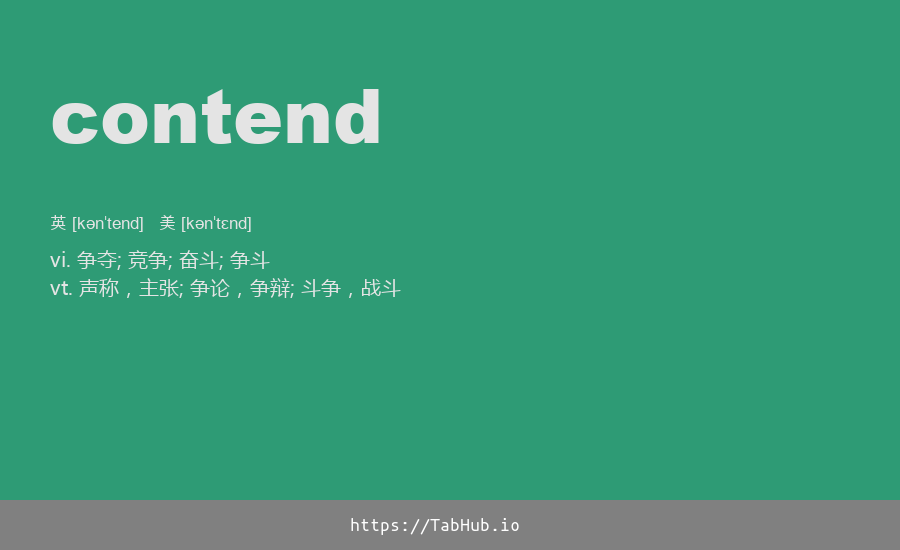 contend
英 [kən'tend] 美 [kən'tɛnd]
vi. 争夺; 竞争; 奋斗; 争斗
vt. 声称，主张; 争论，争辩; 斗争，战斗
https://TabHub.io